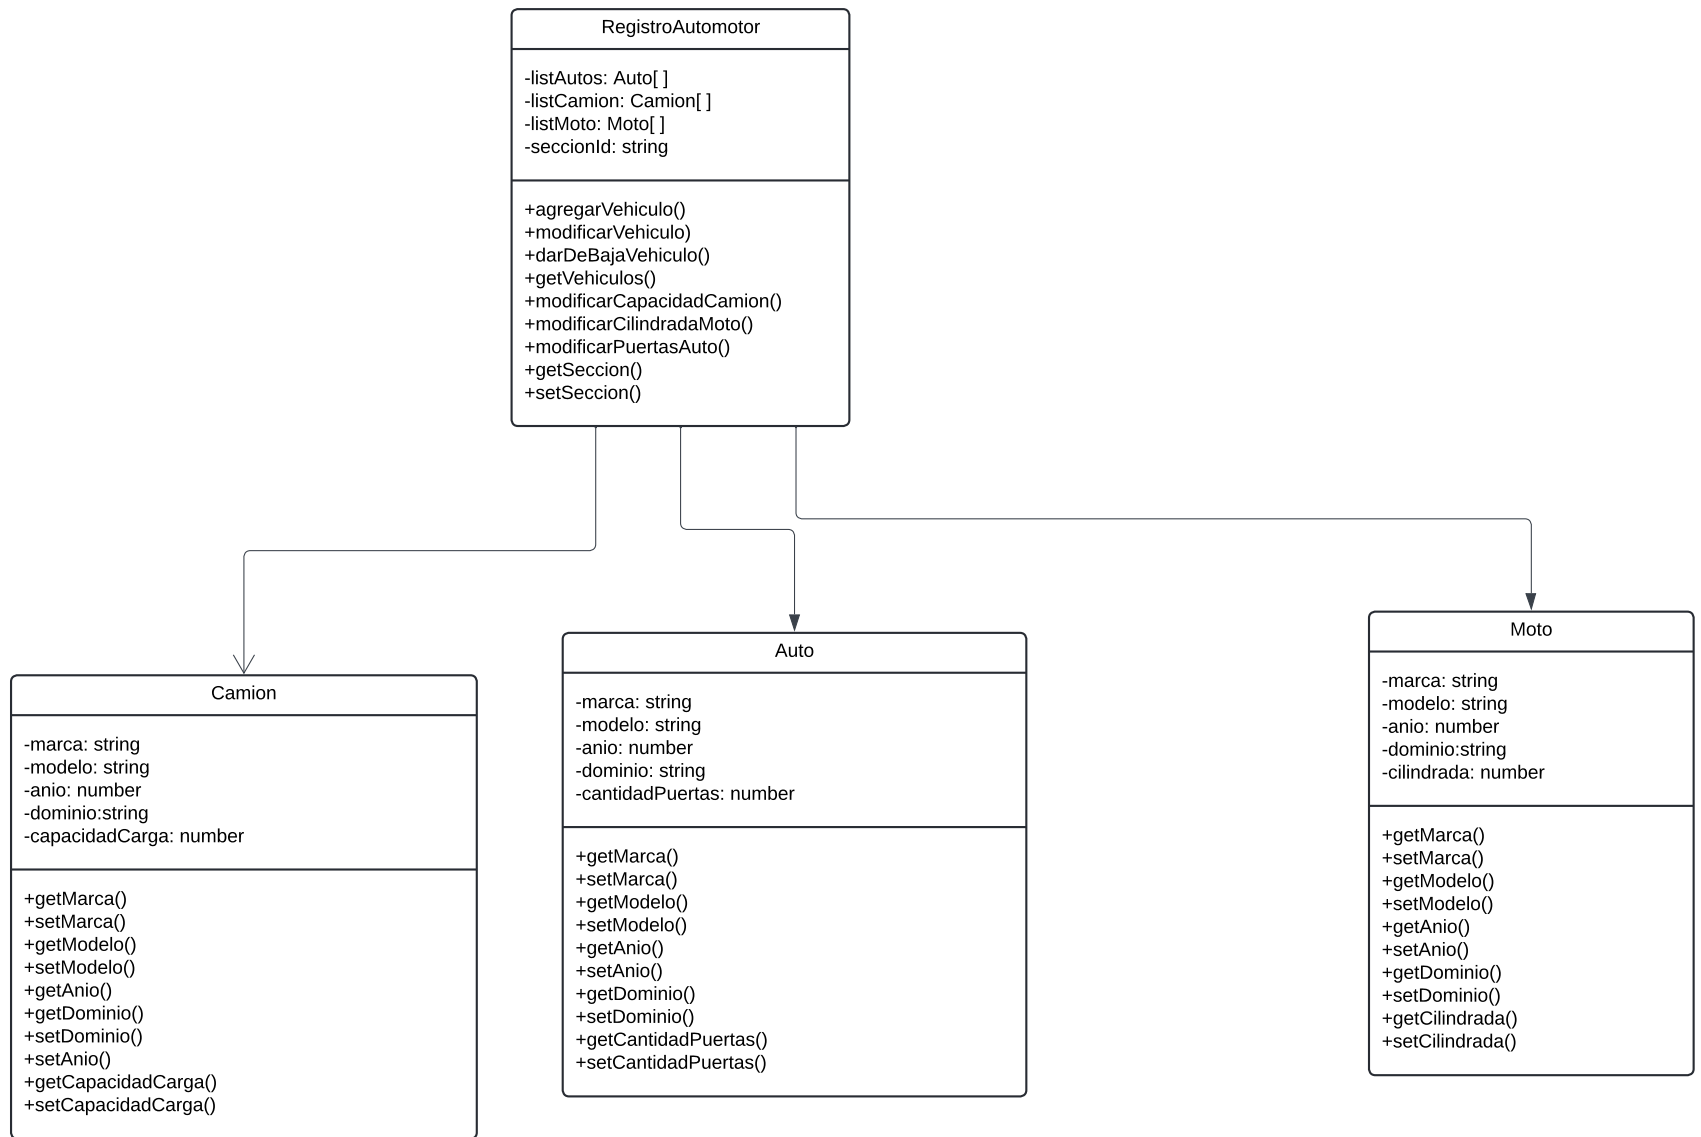 RegistroAutomotor
-listAutos: Auto[ ]
-listCamion: Camion[ ]
-listMoto: Moto[ ]
-seccionId: string
+agregarVehiculo()
+modificarVehiculo)
+darDeBajaVehiculo()
+getVehiculos()
+modificarCapacidadCamion()
+modificarCilindradaMoto()
+modificarPuertasAuto()
+getSeccion()
+setSeccion()
Camion
-marca: string
-modelo: string
-anio: number
-dominio:string
-capacidadCarga: number
+getMarca()
+setMarca()
+getModelo()
+setModelo()
+getAnio()
+getDominio()
+setDominio()
+setAnio()
+getCapacidadCarga()
+setCapacidadCarga()
Auto
-marca: string
-modelo: string
-anio: number
-dominio: string
-cantidadPuertas: number
+getMarca()
+setMarca()
+getModelo()
+setModelo()
+getAnio()
+setAnio()
+getDominio()
+setDominio()
+getCantidadPuertas()
+setCantidadPuertas()
Moto
-marca: string
-modelo: string
-anio: number
-dominio:string
-cilindrada: number
+getMarca()
+setMarca()
+getModelo()
+setModelo()
+getAnio()
+setAnio()
+getDominio()
+setDominio()
+getCilindrada()
+setCilindrada()